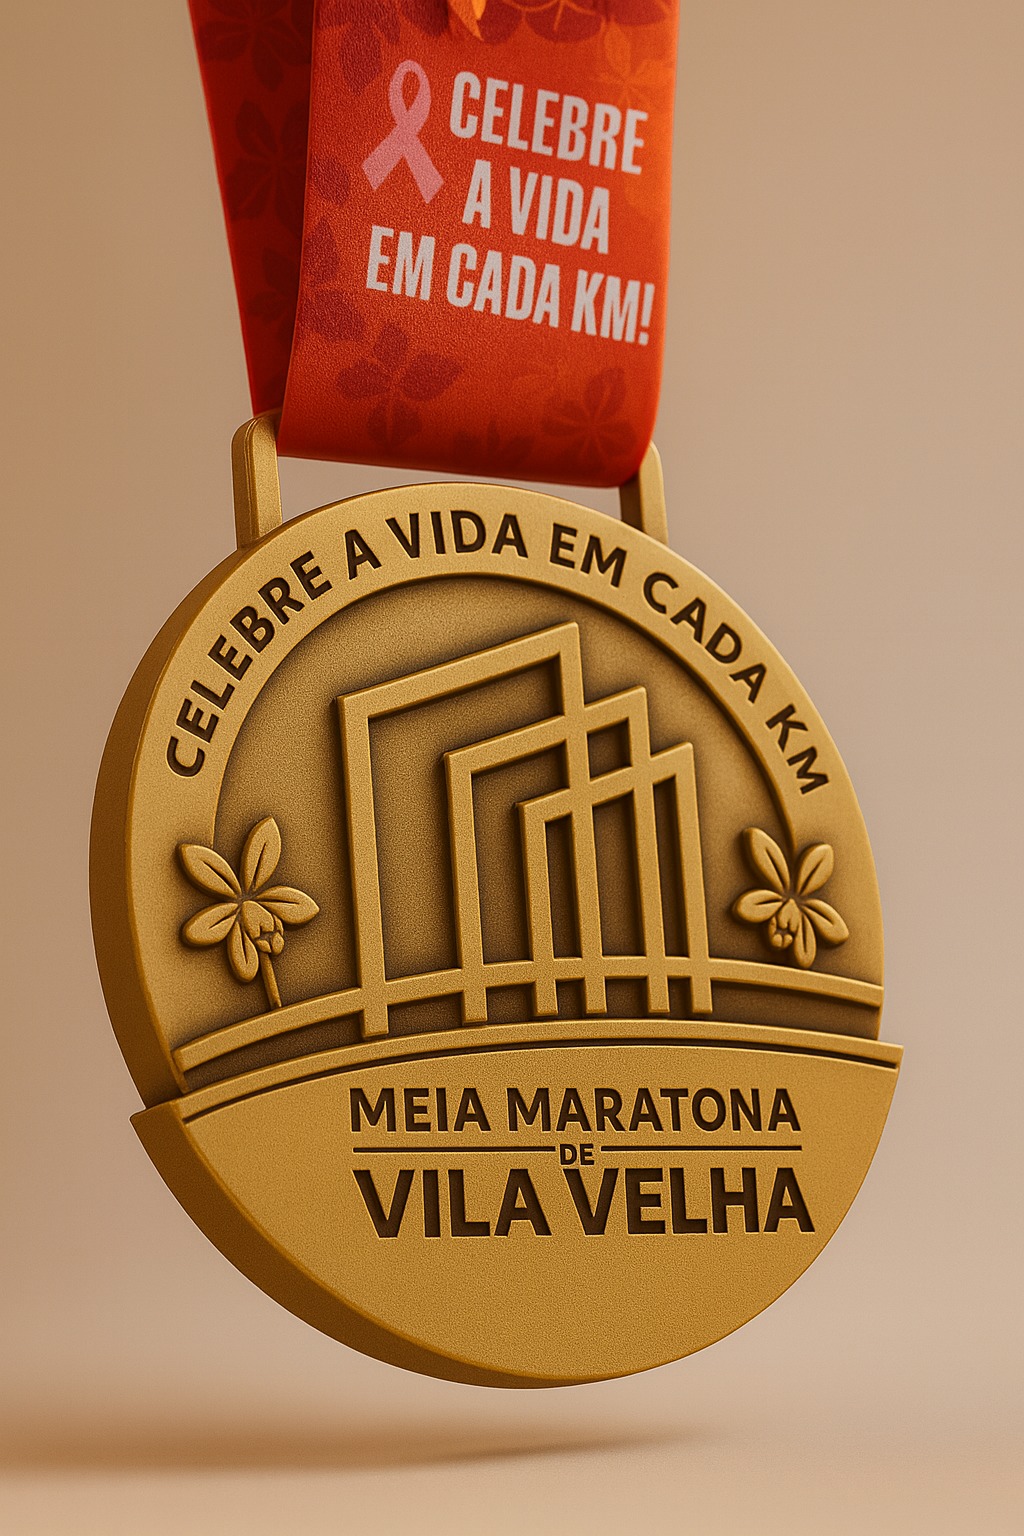 CELEBRE
A VIDA
EM CADA KM!
CELEBRE A VIDA EM CADA KM
MEIA MARATONA
DE
VILA VELHA